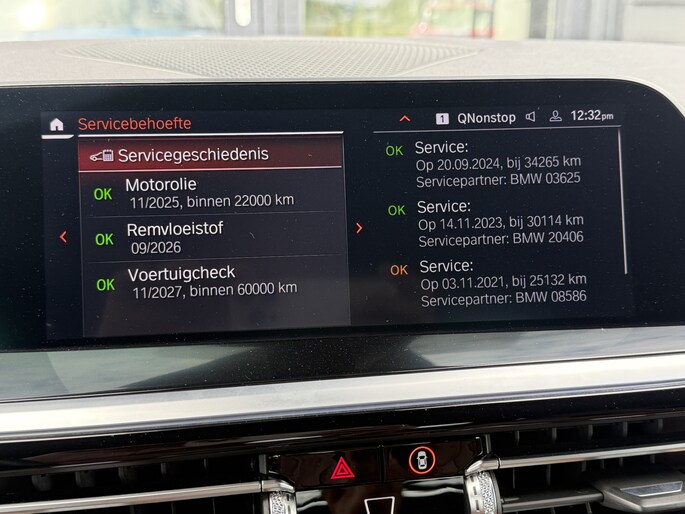 Servicebehoefte
1 QNonstop 12:32pm
Servicegeschiedenis
OK Motorolie
11/2025, binnen 22000 km
OK Remvloeistof
09/2026
OK Voertuigcheck
11/2027, binnen 60000 km
OK Service:
Op 20.09.2024, bij 34265 km
Servicepartner: BMW 03625
OK Service:
Op 14.11.2023, bij 30114 km
Servicepartner: BMW 20406
OK Service:
Op 03.11.2021, bij 25132 km
Servicepartner: BMW 08586